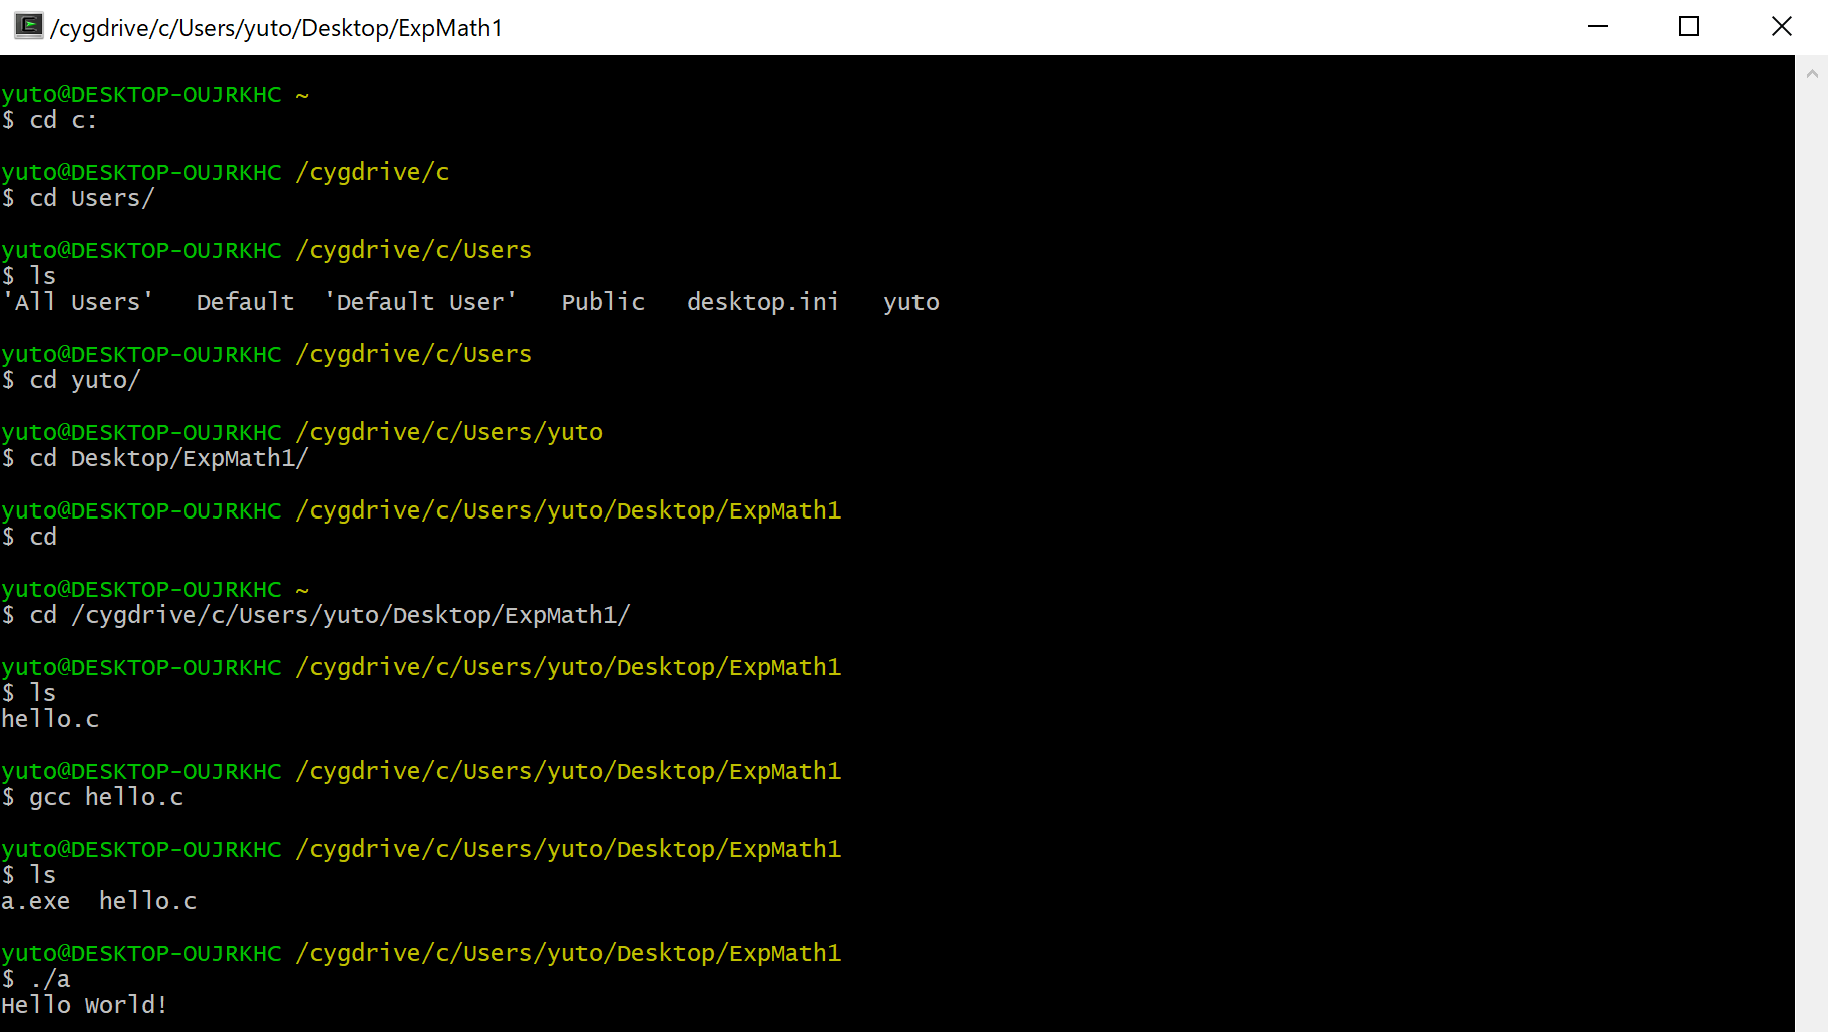 /cygdrive/c/Users/yuto/Desktop/ExpMath1
yuto@DESKTOP-OUJRKHC ~
$ cd c:
yuto@DESKTOP-OUJRKHC /cygdrive/c
$ cd Users/
yuto@DESKTOP-OUJRKHC /cygdrive/c/Users
$ ls
'All Users'   Default  'Default User'   Public   desktop.ini   yuto
yuto@DESKTOP-OUJRKHC /cygdrive/c/Users
$ cd yuto/
yuto@DESKTOP-OUJRKHC /cygdrive/c/Users/yuto
$ cd Desktop/ExpMath1/
yuto@DESKTOP-OUJRKHC /cygdrive/c/Users/yuto/Desktop/ExpMath1
$ cd
yuto@DESKTOP-OUJRKHC ~
$ cd /cygdrive/c/Users/yuto/Desktop/ExpMath1/
yuto@DESKTOP-OUJRKHC /cygdrive/c/Users/yuto/Desktop/ExpMath1
$ ls
hello.c
yuto@DESKTOP-OUJRKHC /cygdrive/c/Users/yuto/Desktop/ExpMath1
$ gcc hello.c
yuto@DESKTOP-OUJRKHC /cygdrive/c/Users/yuto/Desktop/ExpMath1
$ ls
a.exe  hello.c
yuto@DESKTOP-OUJRKHC /cygdrive/c/Users/yuto/Desktop/ExpMath1
$ ./a
Hello World!